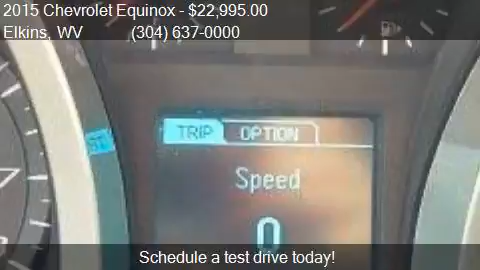 2015 Chevrolet Equinox - $22,995.00
Elkins, WV (304) 637-0000
TRIP OPTION
Speed
0
Schedule a test drive today!